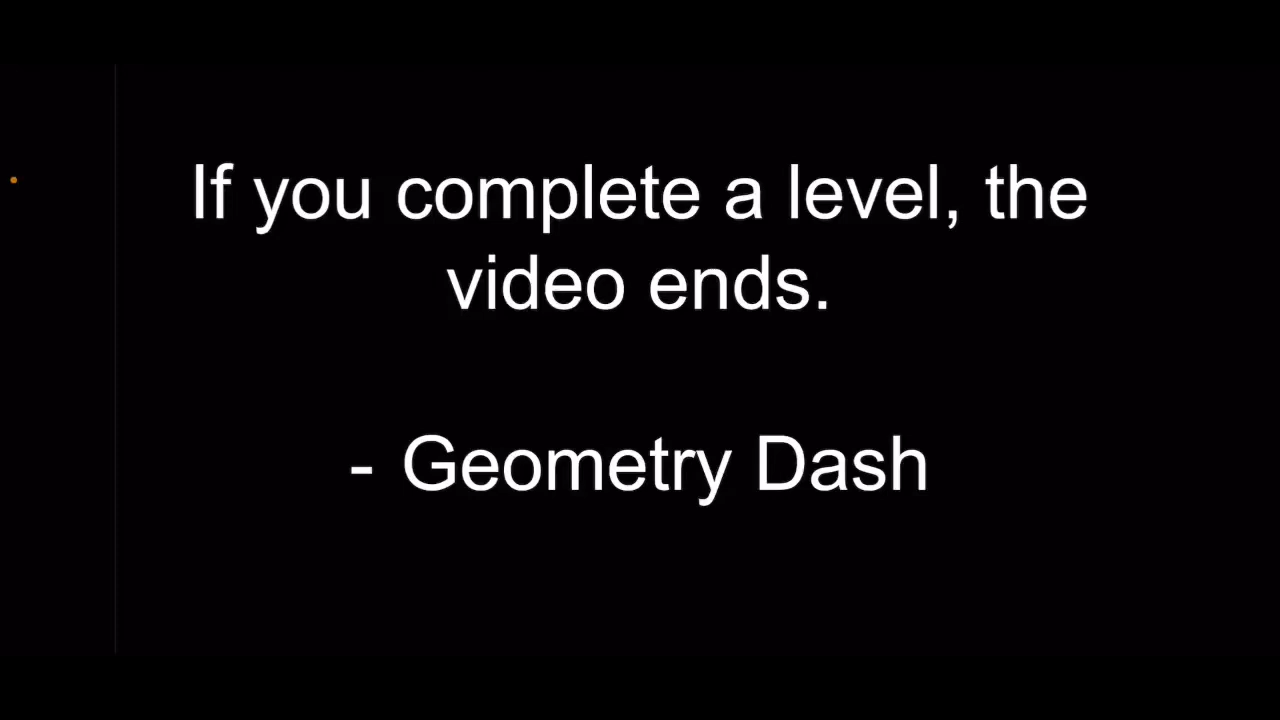 If you complete a level, the
video ends.
- Geometry Dash